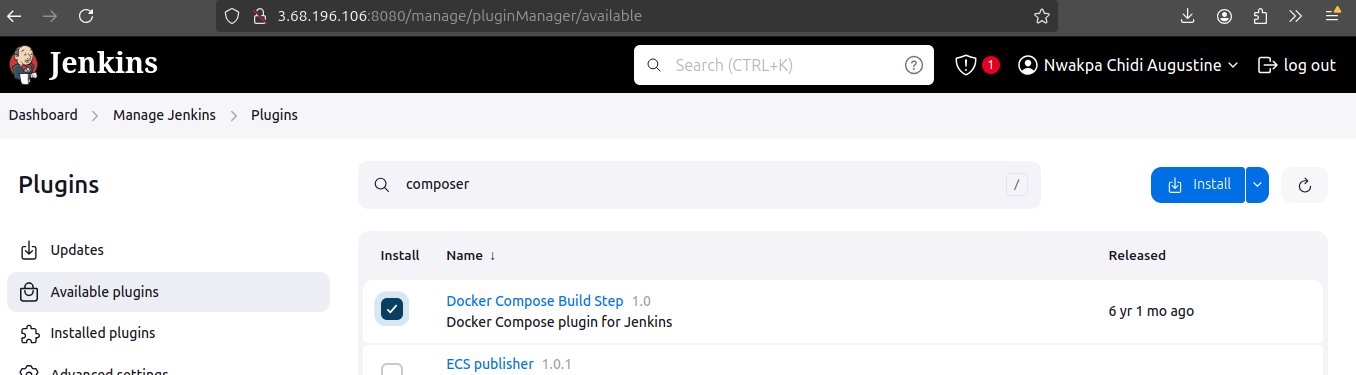 3.68.196.106:8080/manage/pluginManager/available
Jenkins
Search (CTRL+K)
?
1
Nwakpa Chidi Augustine
log out
Dashboard
Manage Jenkins
Plugins
Plugins
composer
/
Install
Updates
Available plugins
Installed plugins
Advanced settings
Install Name ↓ Released
Docker Compose Build Step 1.0
Docker Compose plugin for Jenkins
6 yr 1 mo ago
ECS publisher 1.0.1